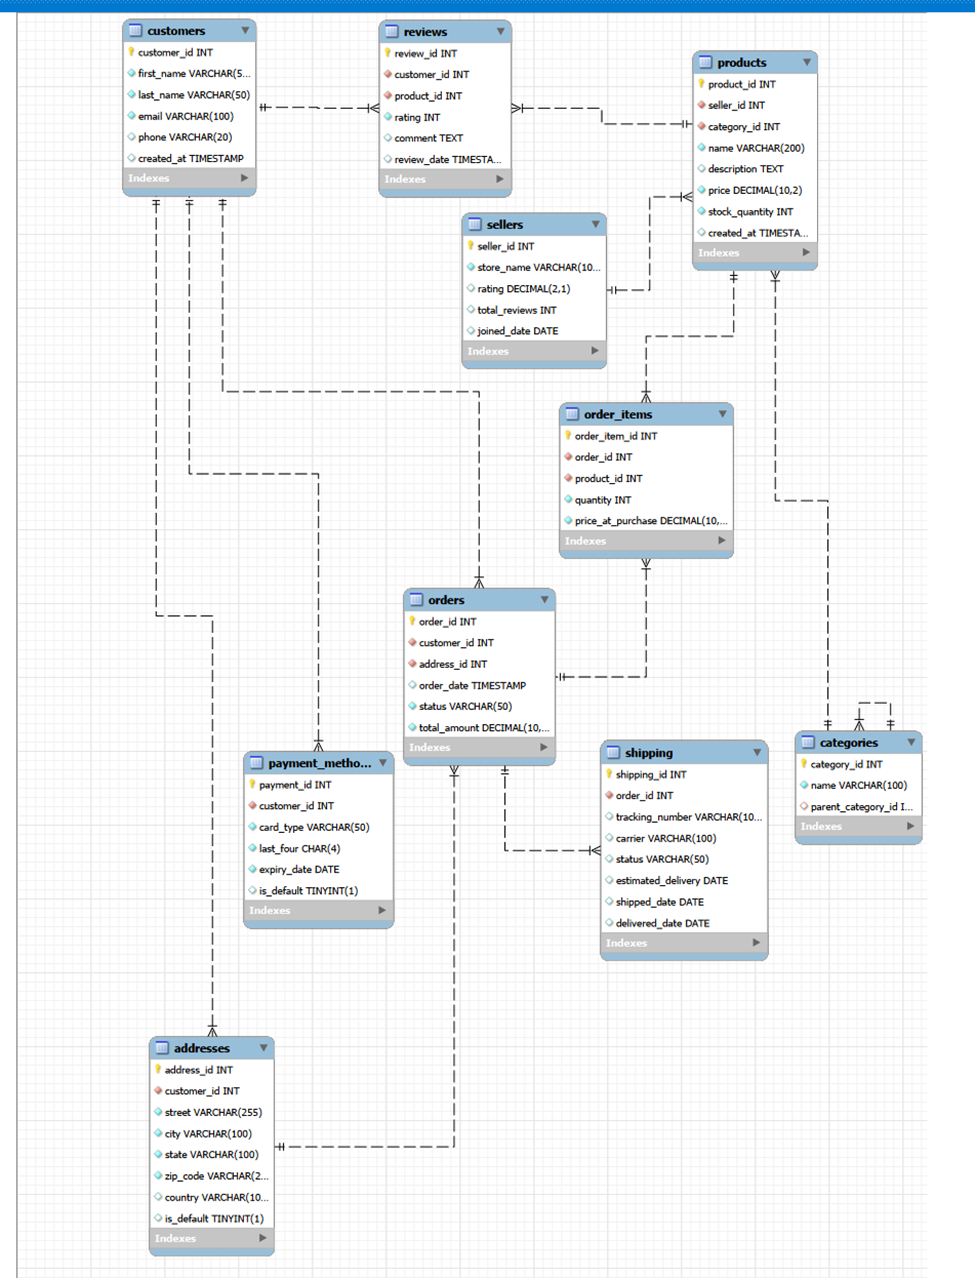 customers
customer_id INT
first_name VARCHAR(5...
last_name VARCHAR(50)
email VARCHAR(100)
phone VARCHAR(20)
created_at TIMESTAMP
Indexes
reviews
review_id INT
customer_id INT
product_id INT
rating INT
comment TEXT
review_date TIMESTA...
Indexes
products
product_id INT
seller_id INT
category_id INT
name VARCHAR(200)
description TEXT
price DECIMAL(10,2)
stock_quantity INT
created_at TIMESTA...
Indexes
sellers
seller_id INT
store_name VARCHAR(10...
rating DECIMAL(2,1)
total_reviews INT
joined_date DATE
Indexes
order_items
order_item_id INT
order_id INT
product_id INT
quantity INT
price_at_purchase DECIMAL(10,...
Indexes
orders
order_id INT
customer_id INT
address_id INT
order_date TIMESTAMP
status VARCHAR(50)
total_amount DECIMAL(10,...
Indexes
payment_metho...
payment_id INT
customer_id INT
card_type VARCHAR(50)
last_four CHAR(4)
expiry_date DATE
is_default TINYINT(1)
Indexes
shipping
shipping_id INT
order_id INT
tracking_number VARCHAR(10...
carrier VARCHAR(100)
status VARCHAR(50)
estimated_delivery DATE
shipped_date DATE
delivered_date DATE
Indexes
categories
category_id INT
name VARCHAR(100)
parent_category_id I...
Indexes
addresses
address_id INT
customer_id INT
street VARCHAR(255)
city VARCHAR(100)
state VARCHAR(100)
zip_code VARCHAR(2...
country VARCHAR(10...
is_default TINYINT(1)
Indexes